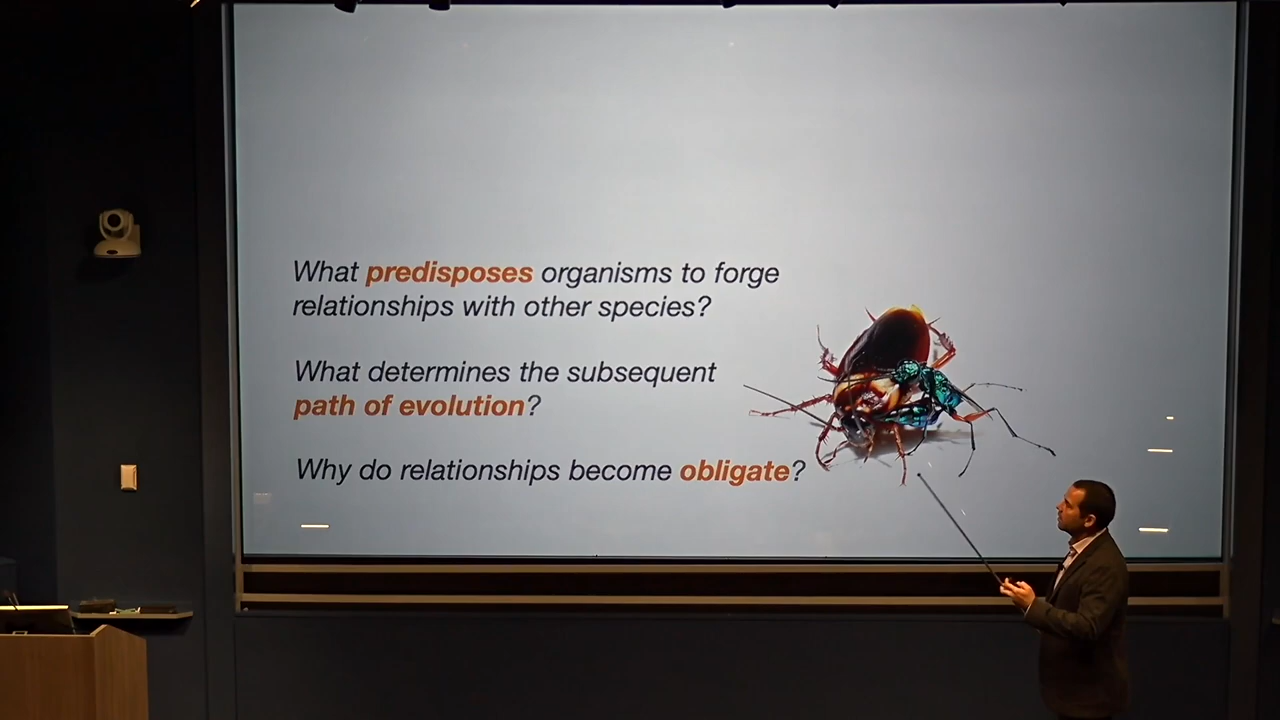 What predisposes organisms to forge
relationships with other species?
What determines the subsequent
path of evolution?
Why do relationships become obligate?